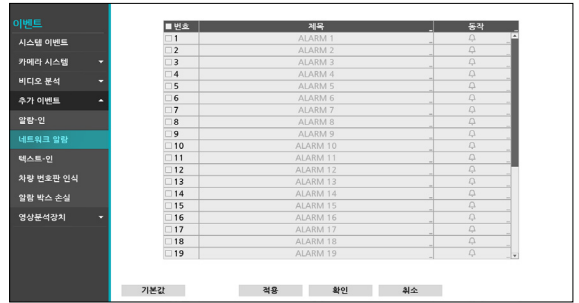 이벤트
시스템 이벤트
카메라 시스템
비디오 분석
추가 이벤트
알람-인
네트워크 알람
텍스트-인
차량 번호판 인식
알람 박스 손실
영상분석장치
번호 제목 동작
1 ALARM 1
2 ALARM 2
3 ALARM 3
4 ALARM 4
5 ALARM 5
6 ALARM 6
7 ALARM 7
8 ALARM 8
9 ALARM 9
10 ALARM 10
11 ALARM 11
12 ALARM 12
13 ALARM 13
14 ALARM 14
15 ALARM 15
16 ALARM 16
17 ALARM 17
18 ALARM 18
19 ALARM 19
기본값 적용 확인 취소